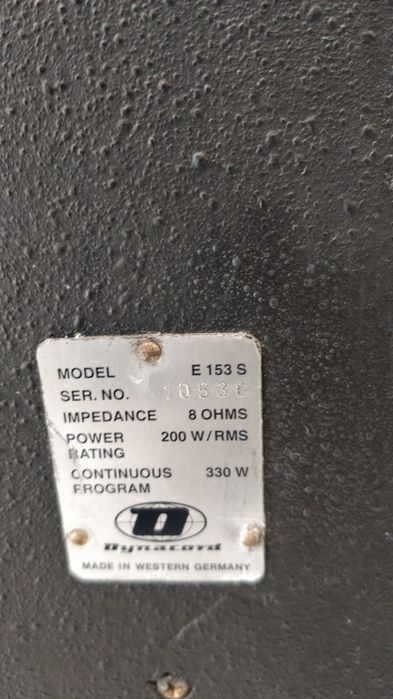 MODEL E 153 S
SER. NO.
IMPEDANCE 8 OHMS
POWER 200 W/RMS
RATING
CONTINUOUS 330 W
PROGRAM
D
Dynacord
MADE IN WESTERN GERMANY